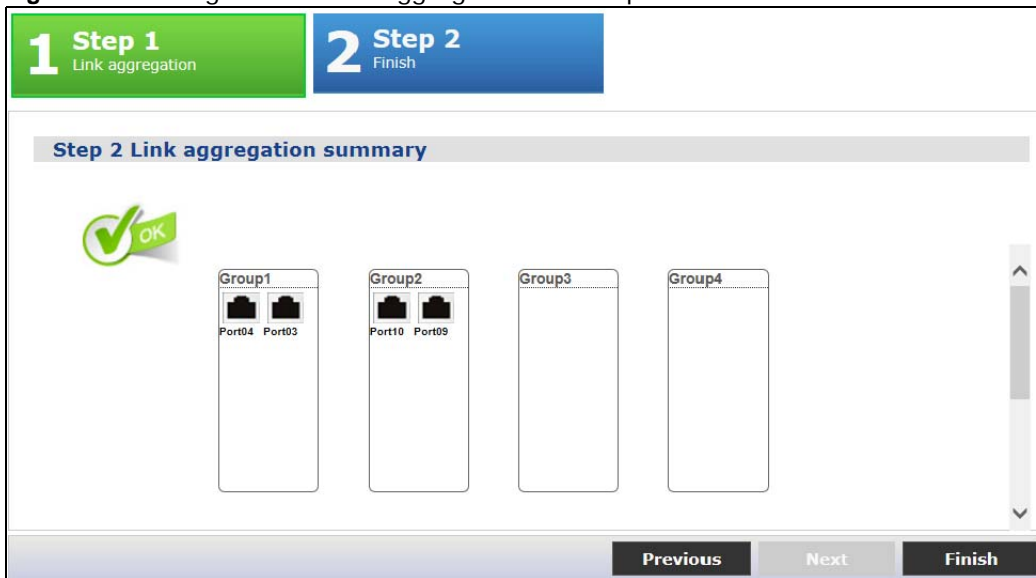 1 Step 1
Link aggregation
2 Step 2
Finish
Step 2 Link aggregation summary
OK
Group1
Group2
Group3
Group4
Port04 Port03
Port10 Port09
Previous
Next
Finish